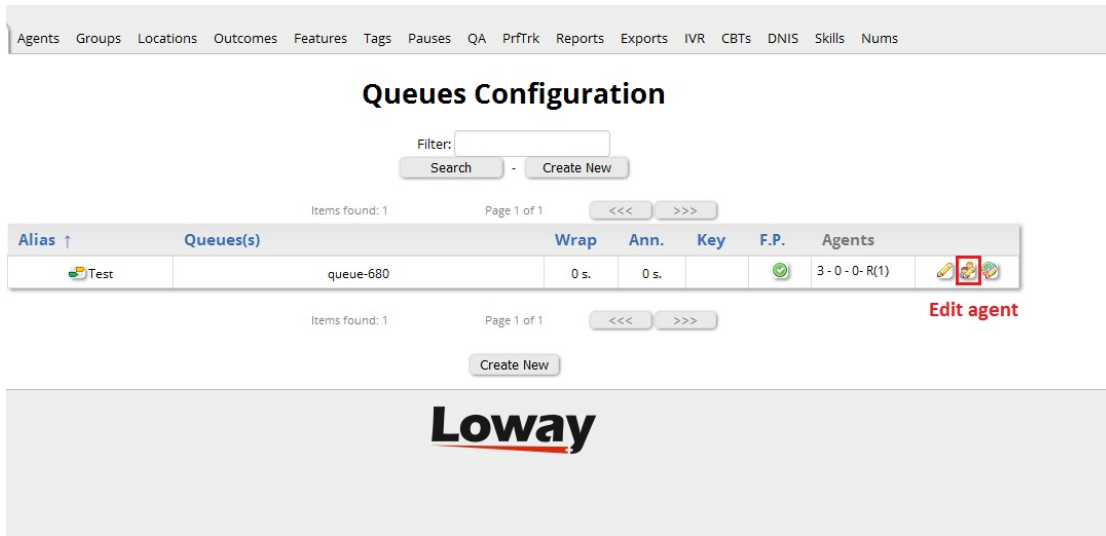 Agents Groups Locations Outcomes Features Tags Pauses QA PrfTrk Reports Exports IVR CBTs DNIS Skills Nums
Queues Configuration
Filter:
Search - Create New
Items found: 1 Page 1 of 1 <<< >>>
Alias ↑ Queues(s) Wrap Ann. Key F.P. Agents
Test queue-680 0 s. 0 s. 3 - 0 - 0- R(1)
Edit agent
Items found: 1 Page 1 of 1 <<< >>>
Create New
Loway